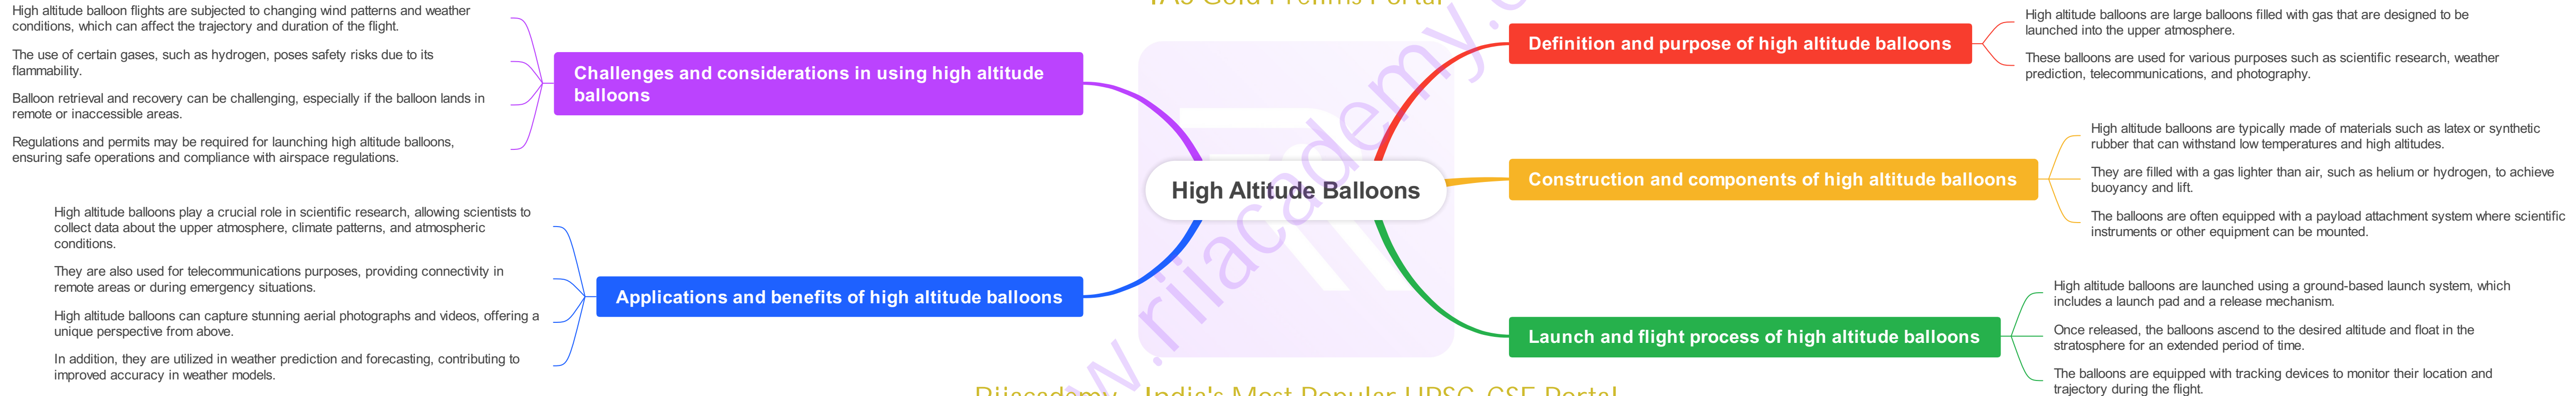 IAS Gold Prelims Portal
High Altitude Balloons
Definition and purpose of high altitude balloons
High altitude balloons are large balloons filled with gas that are designed to be
launched into the upper atmosphere.
These balloons are used for various purposes such as scientific research, weather
prediction, telecommunications, and photography.
Construction and components of high altitude balloons
High altitude balloons are typically made of materials such as latex or synthetic
rubber that can withstand low temperatures and high altitudes.
They are filled with a gas lighter than air, such as helium or hydrogen, to achieve
buoyancy and lift.
The balloons are often equipped with a payload attachment system where scientific
instruments or other equipment can be mounted.
Launch and flight process of high altitude balloons
High altitude balloons are launched using a ground-based launch system, which
includes a launch pad and a release mechanism.
Once released, the balloons ascend to the desired altitude and float in the
stratosphere for an extended period of time.
The balloons are equipped with tracking devices to monitor their location and
trajectory during the flight.
Challenges and considerations in using high altitude
balloons
High altitude balloon flights are subjected to changing wind patterns and weather
conditions, which can affect the trajectory and duration of the flight.
The use of certain gases, such as hydrogen, poses safety risks due to its
flammability.
Balloon retrieval and recovery can be challenging, especially if the balloon lands in
remote or inaccessible areas.
Regulations and permits may be required for launching high altitude balloons,
ensuring safe operations and compliance with airspace regulations.
Applications and benefits of high altitude balloons
High altitude balloons play a crucial role in scientific research, allowing scientists to
collect data about the upper atmosphere, climate patterns, and atmospheric
conditions.
They are also used for telecommunications purposes, providing connectivity in
remote areas or during emergency situations.
High altitude balloons can capture stunning aerial photographs and videos, offering a
unique perspective from above.
In addition, they are utilized in weather prediction and forecasting, contributing to
improved accuracy in weather models.
w.rijiacademy.
Rijiacademy - India's Most Popular UPSC-CSE Portal